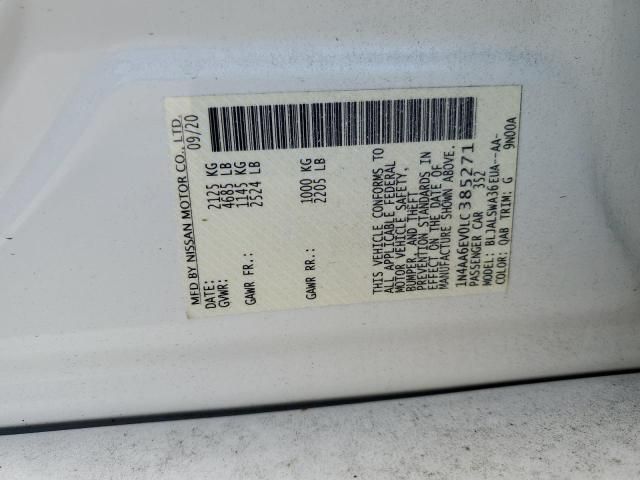 MFD BY NISSAN MOTOR CO., LTD.
DATE: 09/20
GVWR: 2125 KG
4685 LB
GAWR FR: 1145 KG
2524 LB
GAWR RR: 1000 KG
2205 LB
THIS VEHICLE CONFORMS TO
ALL APPLICABLE FEDERAL
MOTOR VEHICLE SAFETY,
BUMPER, AND THEFT
PREVENTION STANDARDS IN
EFFECT ON THE DATE OF
MANUFACTURE SHOWN ABOVE.
1N4AA6EV0LC385271
PASSENGER CAR 352
MODEL: BLJALSWA36EUA--AA-
COLOR: QAB TRIM: G 9N00A